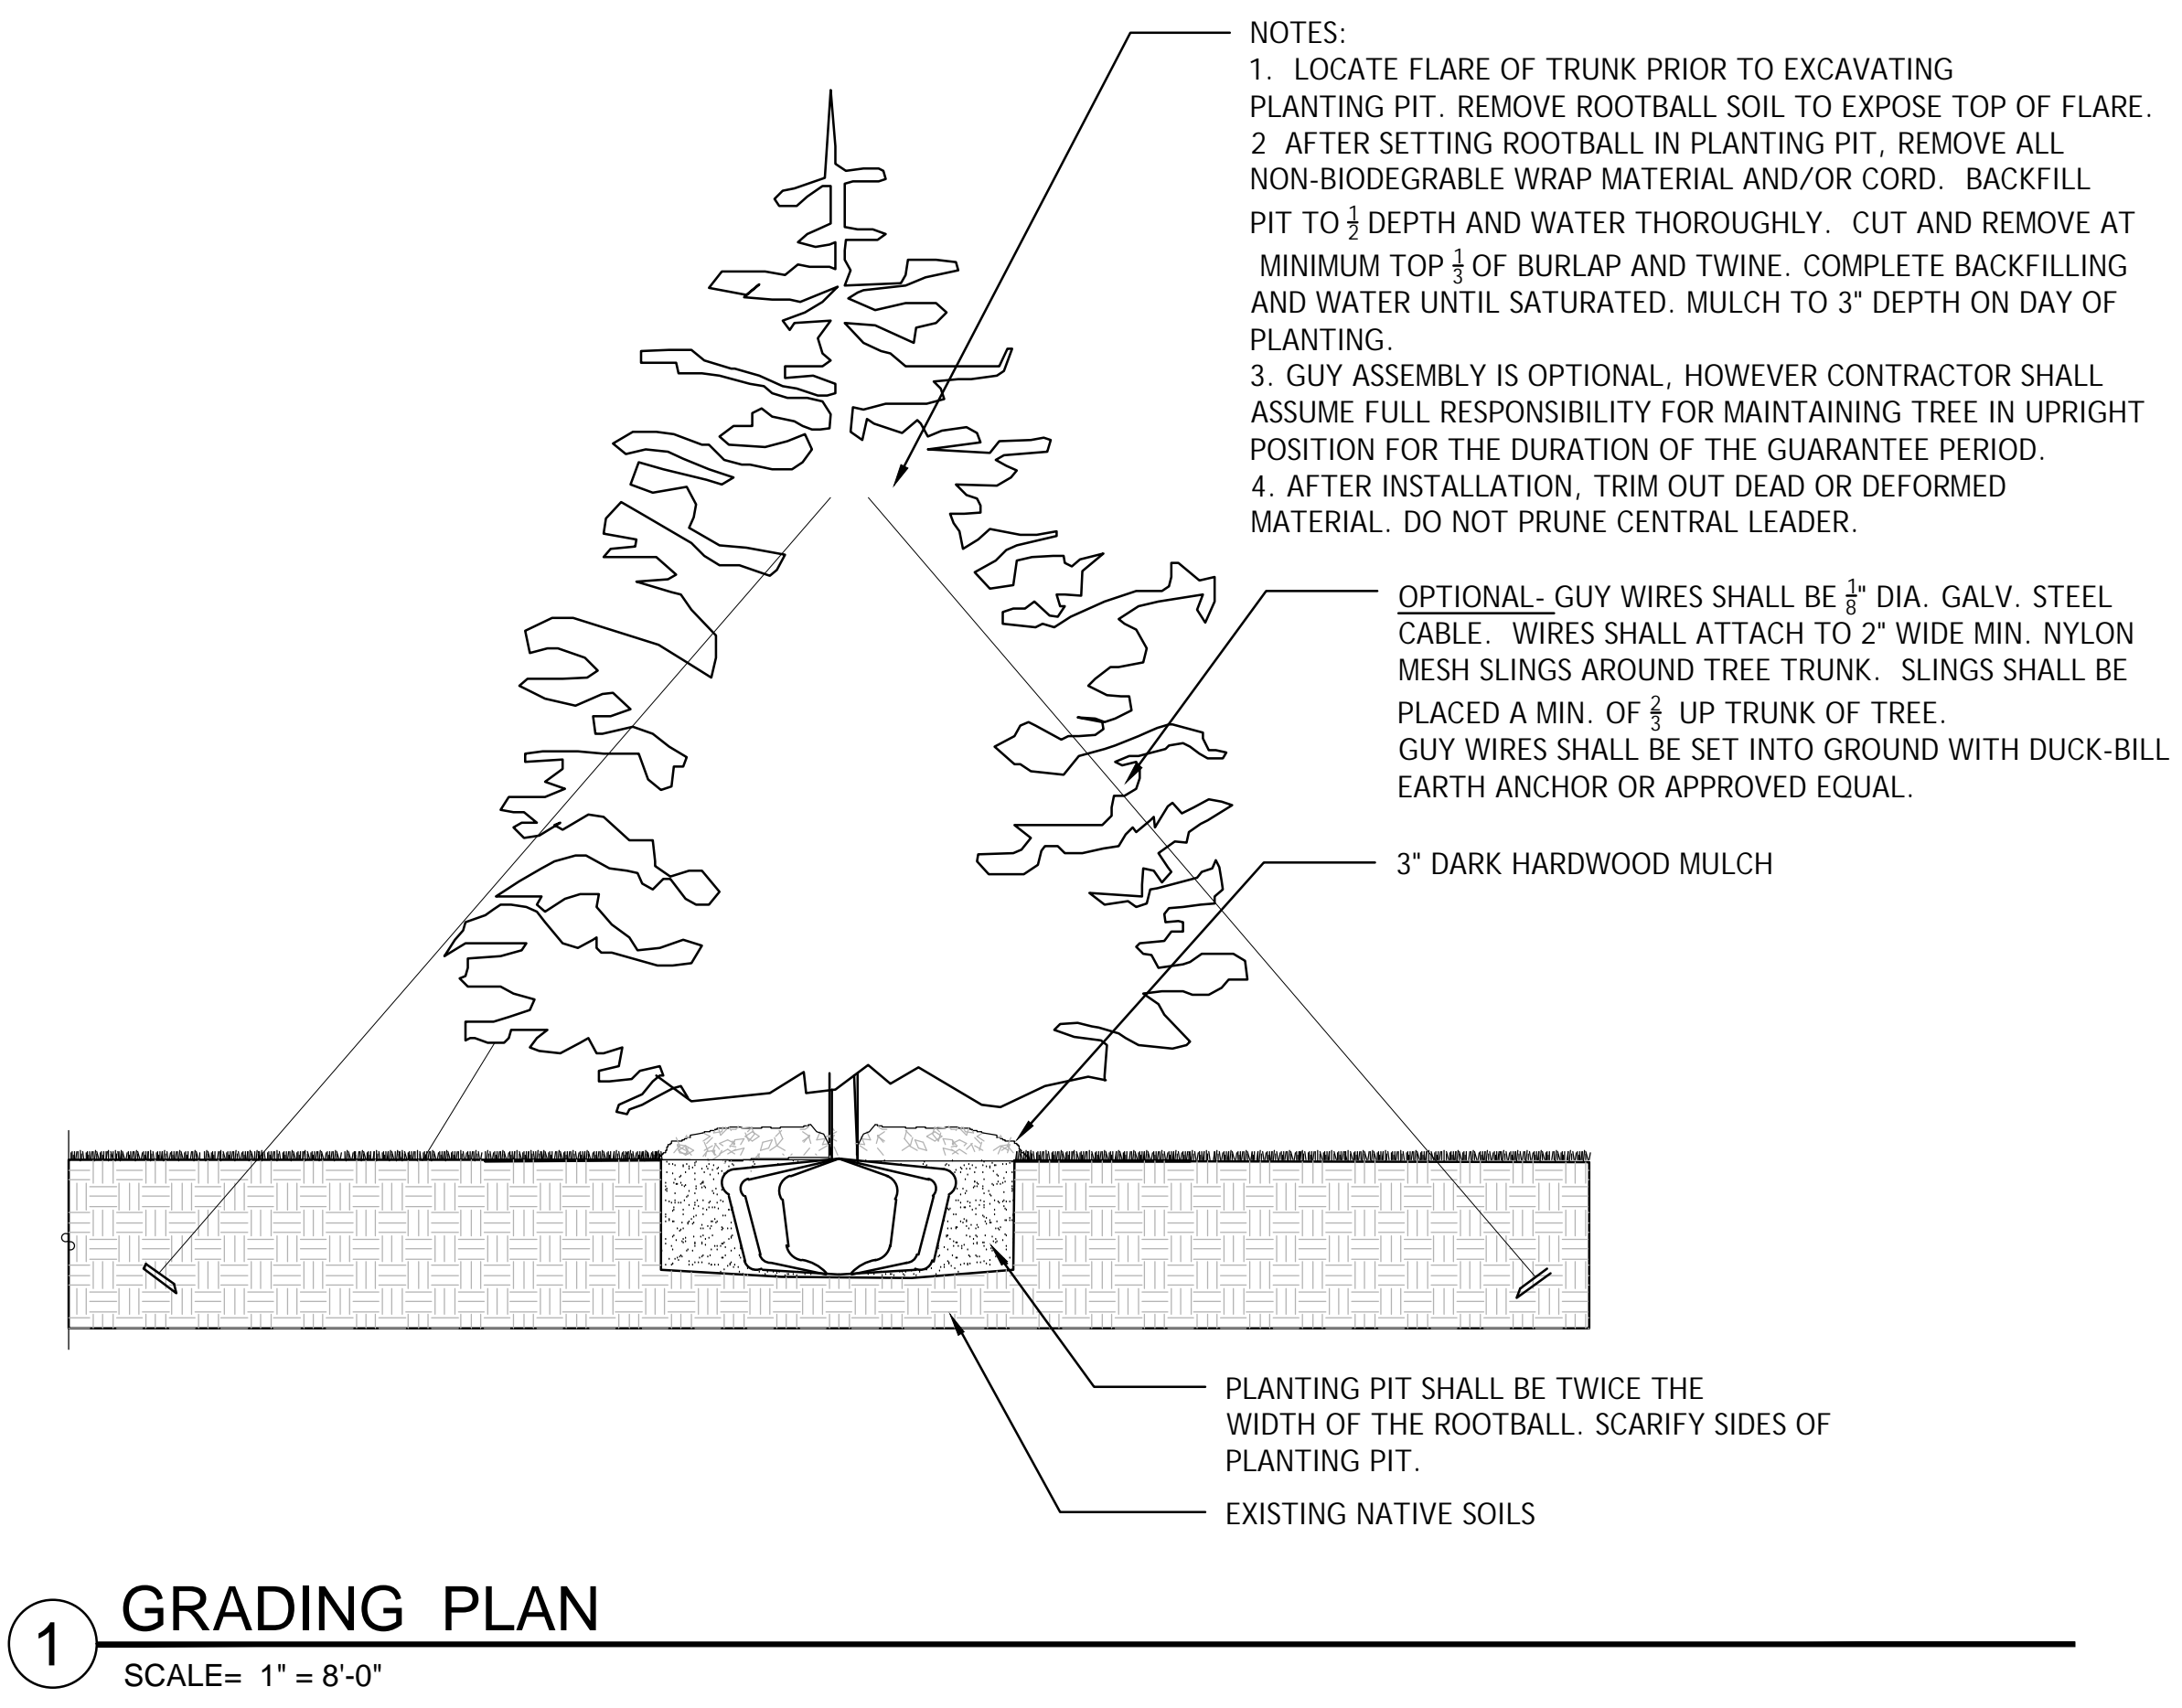 NOTES:
1. LOCATE FLARE OF TRUNK PRIOR TO EXCAVATING
PLANTING PIT. REMOVE ROOTBALL SOIL TO EXPOSE TOP OF FLARE.
2 AFTER SETTING ROOTBALL IN PLANTING PIT, REMOVE ALL
NON-BIODEGRABLE WRAP MATERIAL AND/OR CORD. BACKFILL
PIT TO 1/2 DEPTH AND WATER THOROUGHLY. CUT AND REMOVE AT
MINIMUM TOP 1/3 OF BURLAP AND TWINE. COMPLETE BACKFILLING
AND WATER UNTIL SATURATED. MULCH TO 3" DEPTH ON DAY OF
PLANTING.
3. GUY ASSEMBLY IS OPTIONAL, HOWEVER CONTRACTOR SHALL
ASSUME FULL RESPONSIBILITY FOR MAINTAINING TREE IN UPRIGHT
POSITION FOR THE DURATION OF THE GUARANTEE PERIOD.
4. AFTER INSTALLATION, TRIM OUT DEAD OR DEFORMED
MATERIAL. DO NOT PRUNE CENTRAL LEADER.
OPTIONAL- GUY WIRES SHALL BE 1/8" DIA. GALV. STEEL
CABLE. WIRES SHALL ATTACH TO 2" WIDE MIN. NYLON
MESH SLINGS AROUND TREE TRUNK. SLINGS SHALL BE
PLACED A MIN. OF 2/3 UP TRUNK OF TREE.
GUY WIRES SHALL BE SET INTO GROUND WITH DUCK-BILL
EARTH ANCHOR OR APPROVED EQUAL.
3" DARK HARDWOOD MULCH
PLANTING PIT SHALL BE TWICE THE
WIDTH OF THE ROOTBALL. SCARIFY SIDES OF
PLANTING PIT.
EXISTING NATIVE SOILS
1 GRADING PLAN
SCALE= 1" = 8'-0"